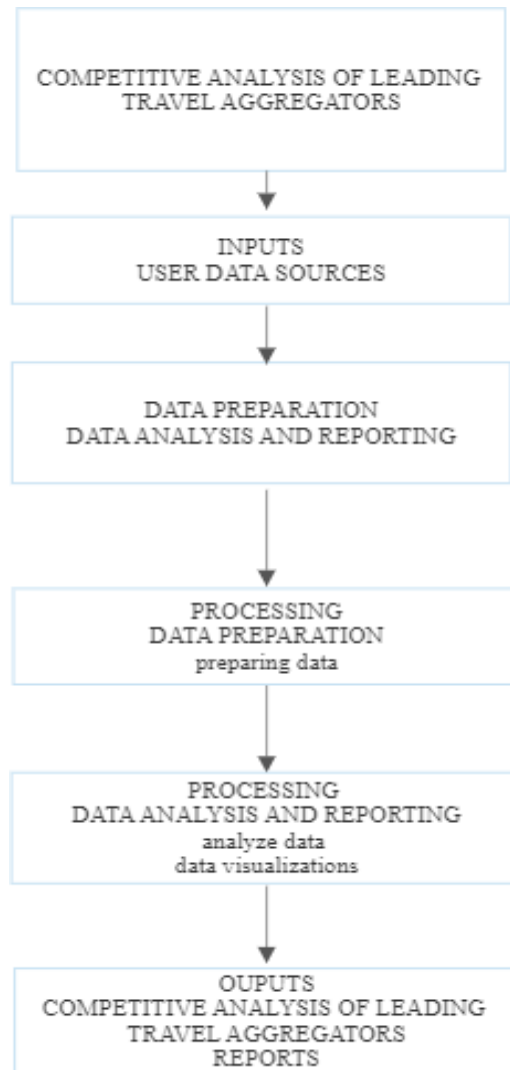 COMPETITIVE ANALYSIS OF LEADING
TRAVEL AGGREGATORS
INPUTS
USER DATA SOURCES
DATA PREPARATION
DATA ANALYSIS AND REPORTING
PROCESSING
DATA PREPARATION
preparing data
PROCESSING
DATA ANALYSIS AND REPORTING
analyze data
data visualizations
OUPUTS
COMPETITIVE ANALYSIS OF LEADING
TRAVEL AGGREGATORS
REPORTS